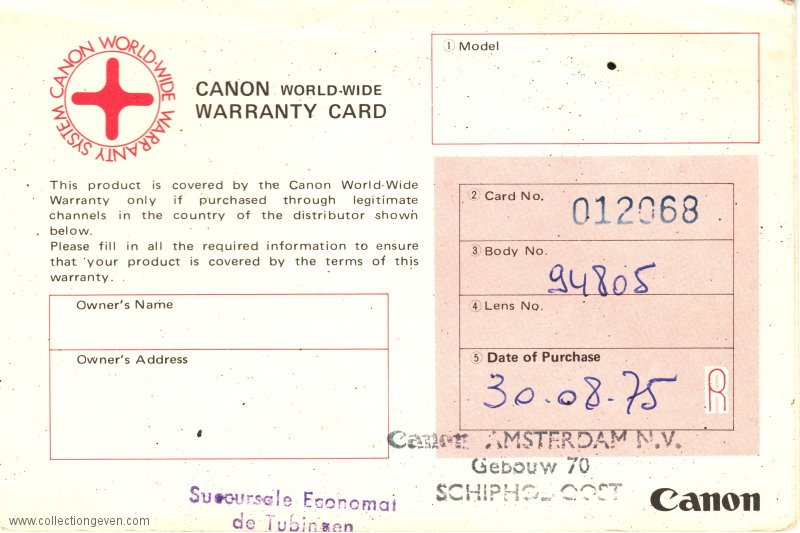 CANON WORLD-WIDE WARRANTY SYSTEM
CANON WORLD-WIDE
WARRANTY CARD
This product is covered by the Canon World-Wide
Warranty only if purchased through legitimate
channels in the country of the distributor shown
below.
Please fill in all the required information to ensure
that your product is covered by the terms of this
warranty.
Owner's Name
Owner's Address
① Model
② Card No. 012068
③ Body No.
94805
④ Lens No.
⑤ Date of Purchase
30.08.75
R
Canon AMSTERDAM N.V.
Gebouw 70
SCHIPHOL OOST
Canon
Succursale Economat
de Tubingen
www.collectiongeven.com